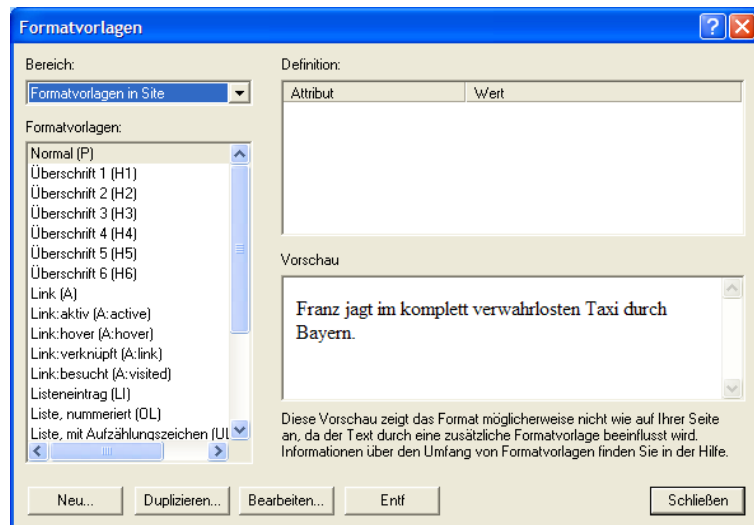 Formatvorlagen
Bereich:
Formatvorlagen in Site
Formatvorlagen:
Normal (P)
Überschrift 1 (H1)
Überschrift 2 (H2)
Überschrift 3 (H3)
Überschrift 4 (H4)
Überschrift 5 (H5)
Überschrift 6 (H6)
Link (A)
Link:aktiv (A:active)
Link:hover (A:hover)
Link:verknüpft (A:link)
Link:besucht (A:visited)
Listeneintrag (LI)
Liste, nummeriert (OL)
Liste, mit Aufzählungszeichen (UL
Definition:
Attribut Wert
Vorschau
Franz jagt im komplett verwahrlosten Taxi durch
Bayern.
Diese Vorschau zeigt das Format möglicherweise nicht wie auf Ihrer Seite
an, da der Text durch eine zusätzliche Formatvorlage beeinflusst wird.
Informationen über den Umfang von Formatvorlagen finden Sie in der Hilfe.
Neu... Duplizieren... Bearbeiten... Entf Schließen